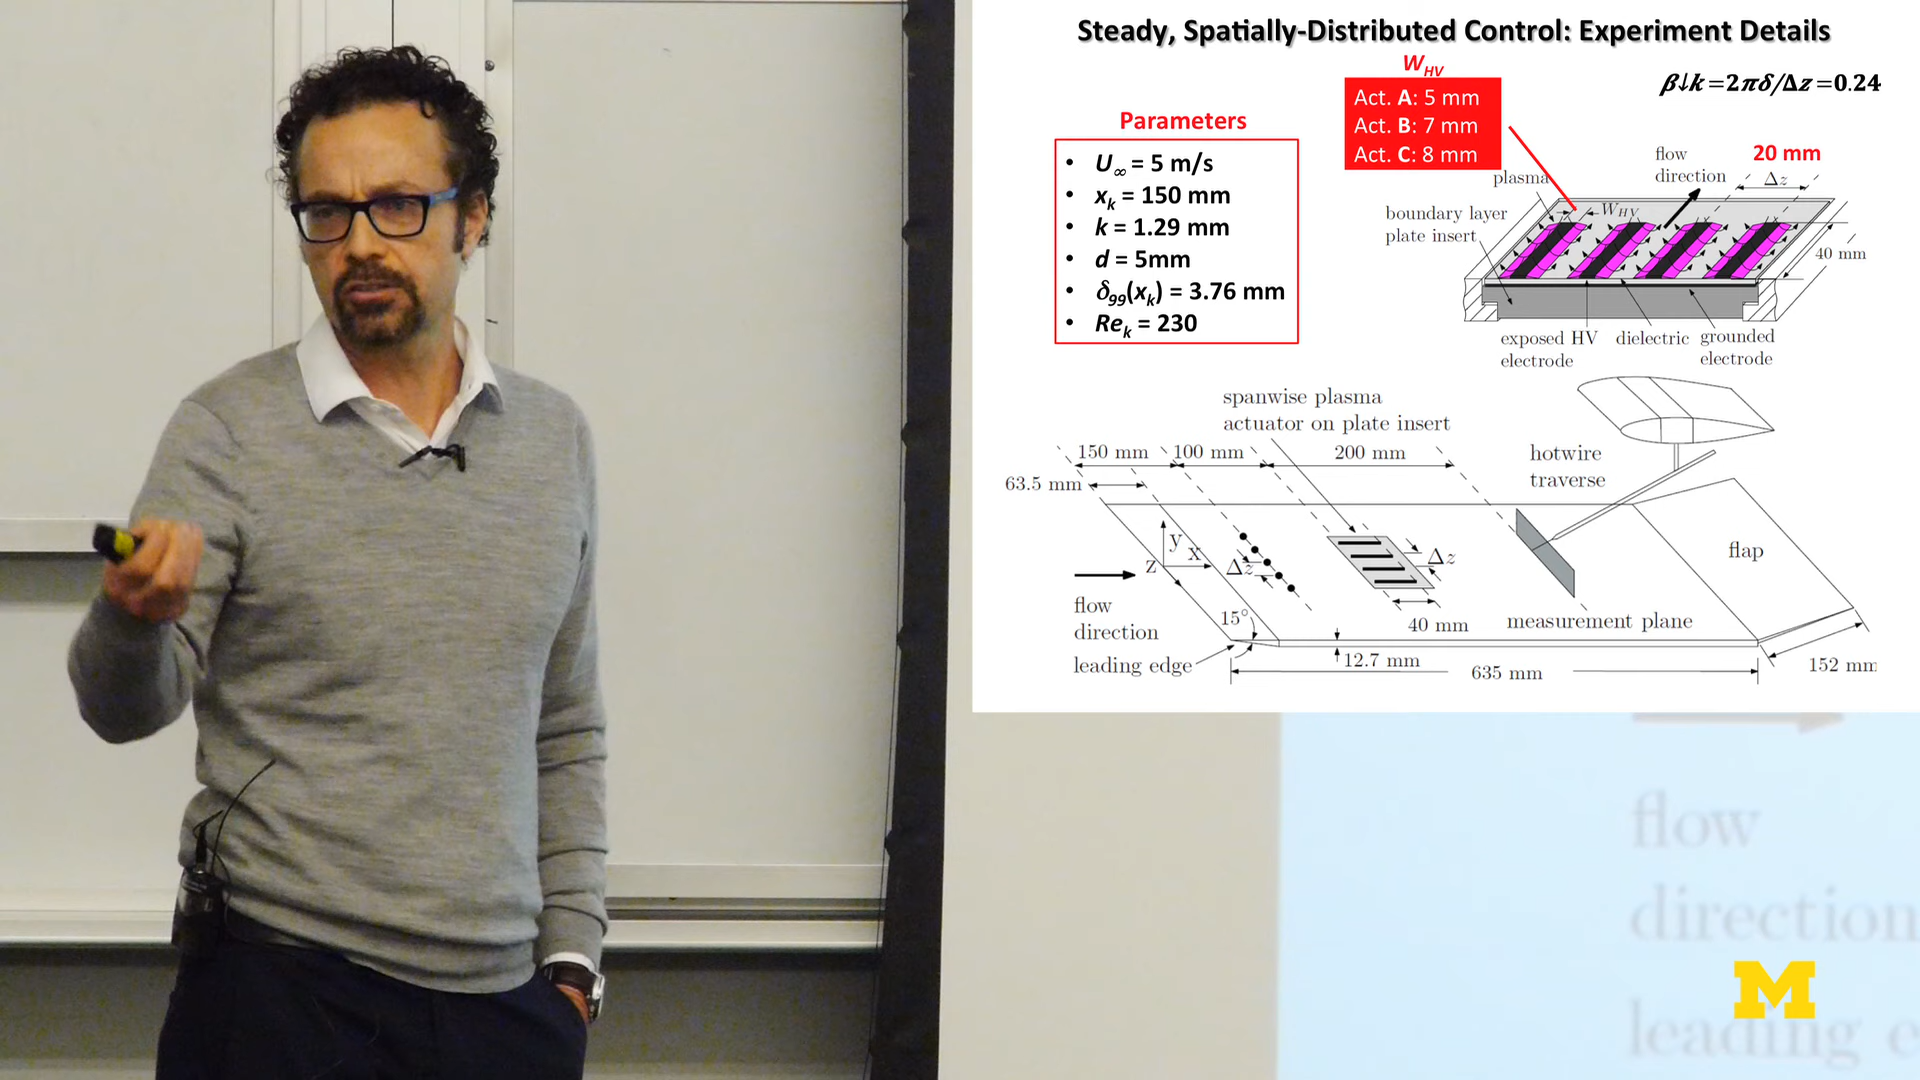 Steady, Spatially-Distributed Control: Experiment Details
W_HV
Act. A: 5 mm
Act. B: 7 mm
Act. C: 8 mm
β↓k=2πδ/Δz=0.24
Parameters
• U∞ = 5 m/s
• xk = 150 mm
• k = 1.29 mm
• d = 5mm
• δ99(xk) = 3.76 mm
• Rek = 230
flow
direction
20 mm
Δz
plasma
boundary layer
plate insert
W_HV
40 mm
exposed HV
electrode
dielectric
grounded
electrode
spanwise plasma
actuator on plate insert
150 mm
100 mm
200 mm
63.5 mm
hotwire
traverse
y
x
z
Δz
Δz
flap
flow
direction
15°
40 mm
measurement plane
leading edge
12.7 mm
635 mm
152 mm
flow
direction
leading e
M